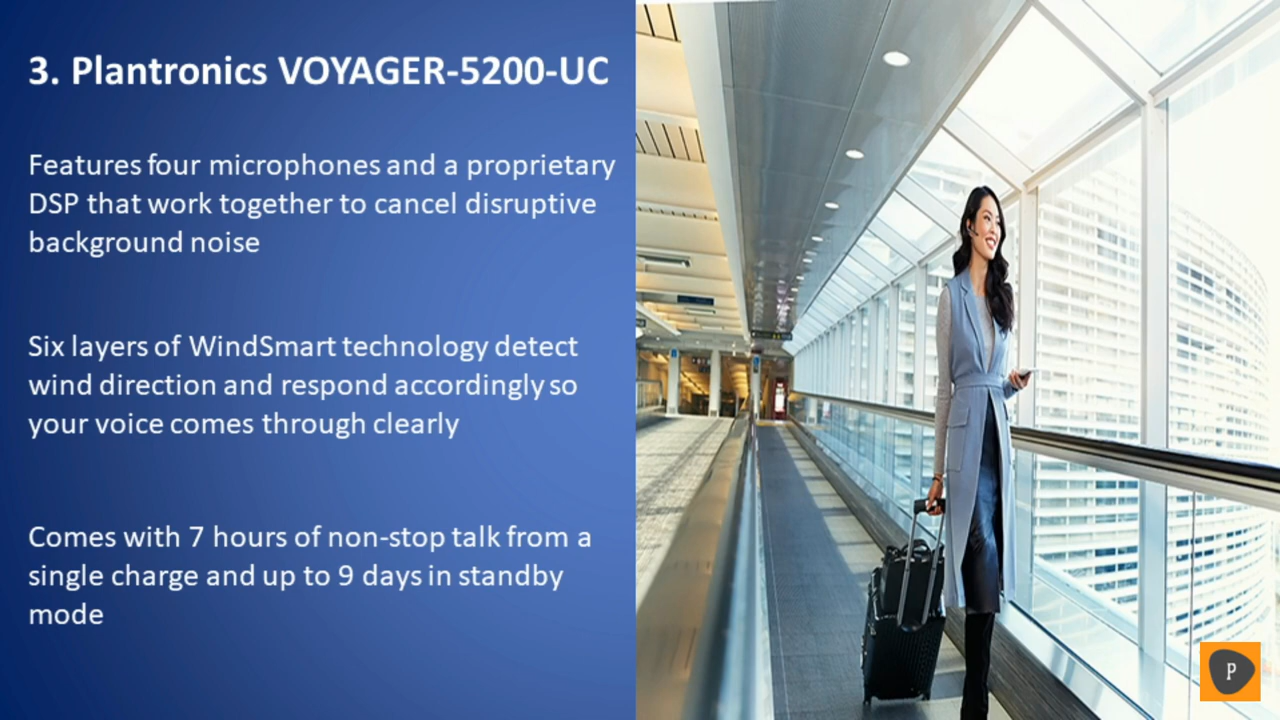 3. Plantronics VOYAGER-5200-UC
Features four microphones and a proprietary
DSP that work together to cancel disruptive
background noise
Six layers of WindSmart technology detect
wind direction and respond accordingly so
your voice comes through clearly
Comes with 7 hours of non-stop talk from a
single charge and up to 9 days in standby
mode
P